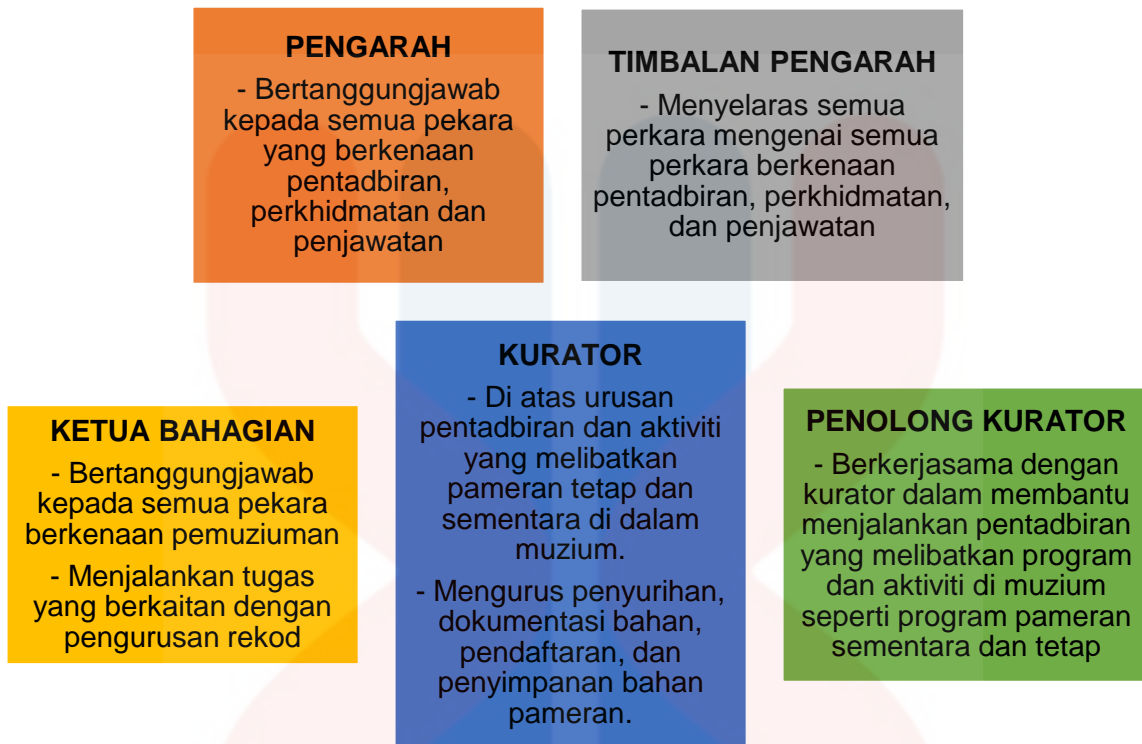 PENGARAH
- Bertanggungjawab
kepada semua pekara
yang berkenaan
pentadbiran,
perkhidmatan dan
penjawatan
TIMBALAN PENGARAH
- Menyelaras semua
perkara mengenai semua
perkara berkenaan
pentadbiran, perkhidmatan,
dan penjawatan
KETUA BAHAGIAN
- Bertanggungjawab
kepada semua pekara
berkenaan pemuziuman
- Menjalankan tugas
yang berkaitan dengan
pengurusan rekod
KURATOR
- Di atas urusan
pentadbiran dan aktiviti
yang melibatkan
pameran tetap dan
sementara di dalam
muzium.
- Mengurus penyurihan,
dokumentasi bahan,
pendaftaran, dan
penyimpanan bahan
pameran.
PENOLONG KURATOR
- Berkerjasama dengan
kurator dalam membantu
menjalankan pentadbiran
yang melibatkan program
dan aktiviti di muzium
seperti program pameran
sementara dan tetap